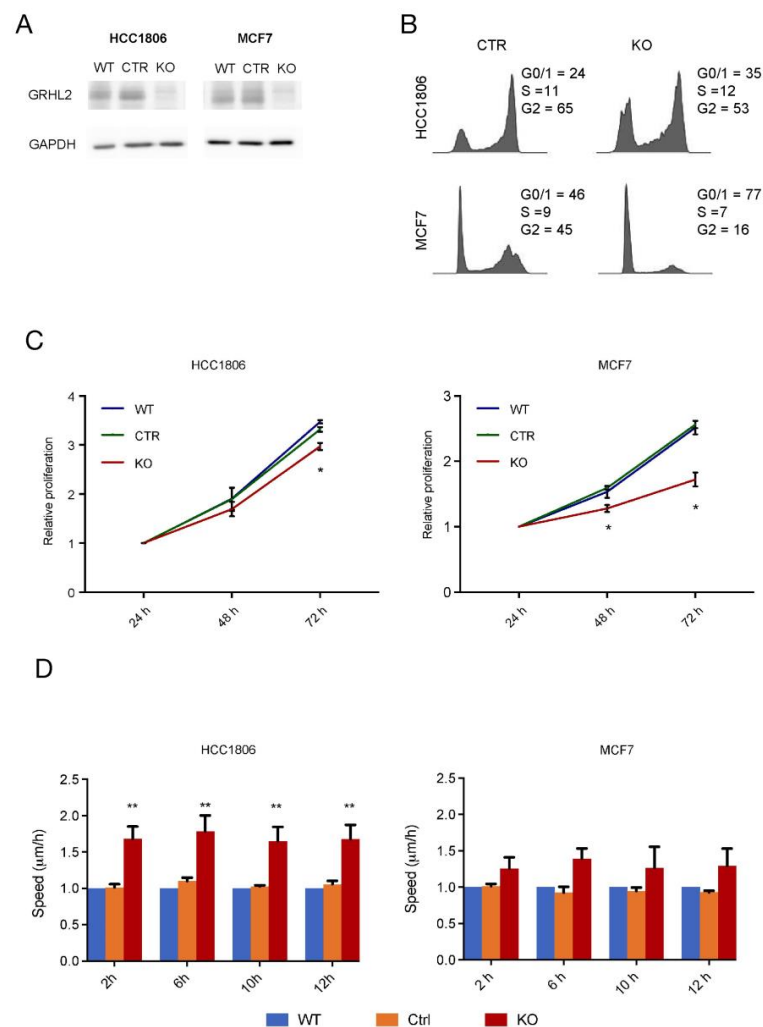 A
HCC1806 MCF7
WT CTR KO WT CTR KO
GRHL2
GAPDH
B
CTR KO
HCC1806
G0/1 = 24
S =11
G2 = 65
G0/1 = 35
S =12
G2 = 53
MCF7
G0/1 = 46
S =9
G2 = 45
G0/1 = 77
S =7
G2 = 16
C
HCC1806
Relative proliferation
4
3
2
1
0
WT
CTR
KO
*
24 h 48 h 72 h
MCF7
Relative proliferation
3
2
1
0
WT
CTR
KO
* *
24 h 48 h 72 h
D
HCC1806
Speed (µm/h)
2.5
2.0
1.5
1.0
0.5
0.0
** ** ** **
2h 6h 10h 12h
MCF7
Speed (µm/h)
2.5
2.0
1.5
1.0
0.5
0.0
2 h 6 h 10 h 12 h
WT Ctrl KO